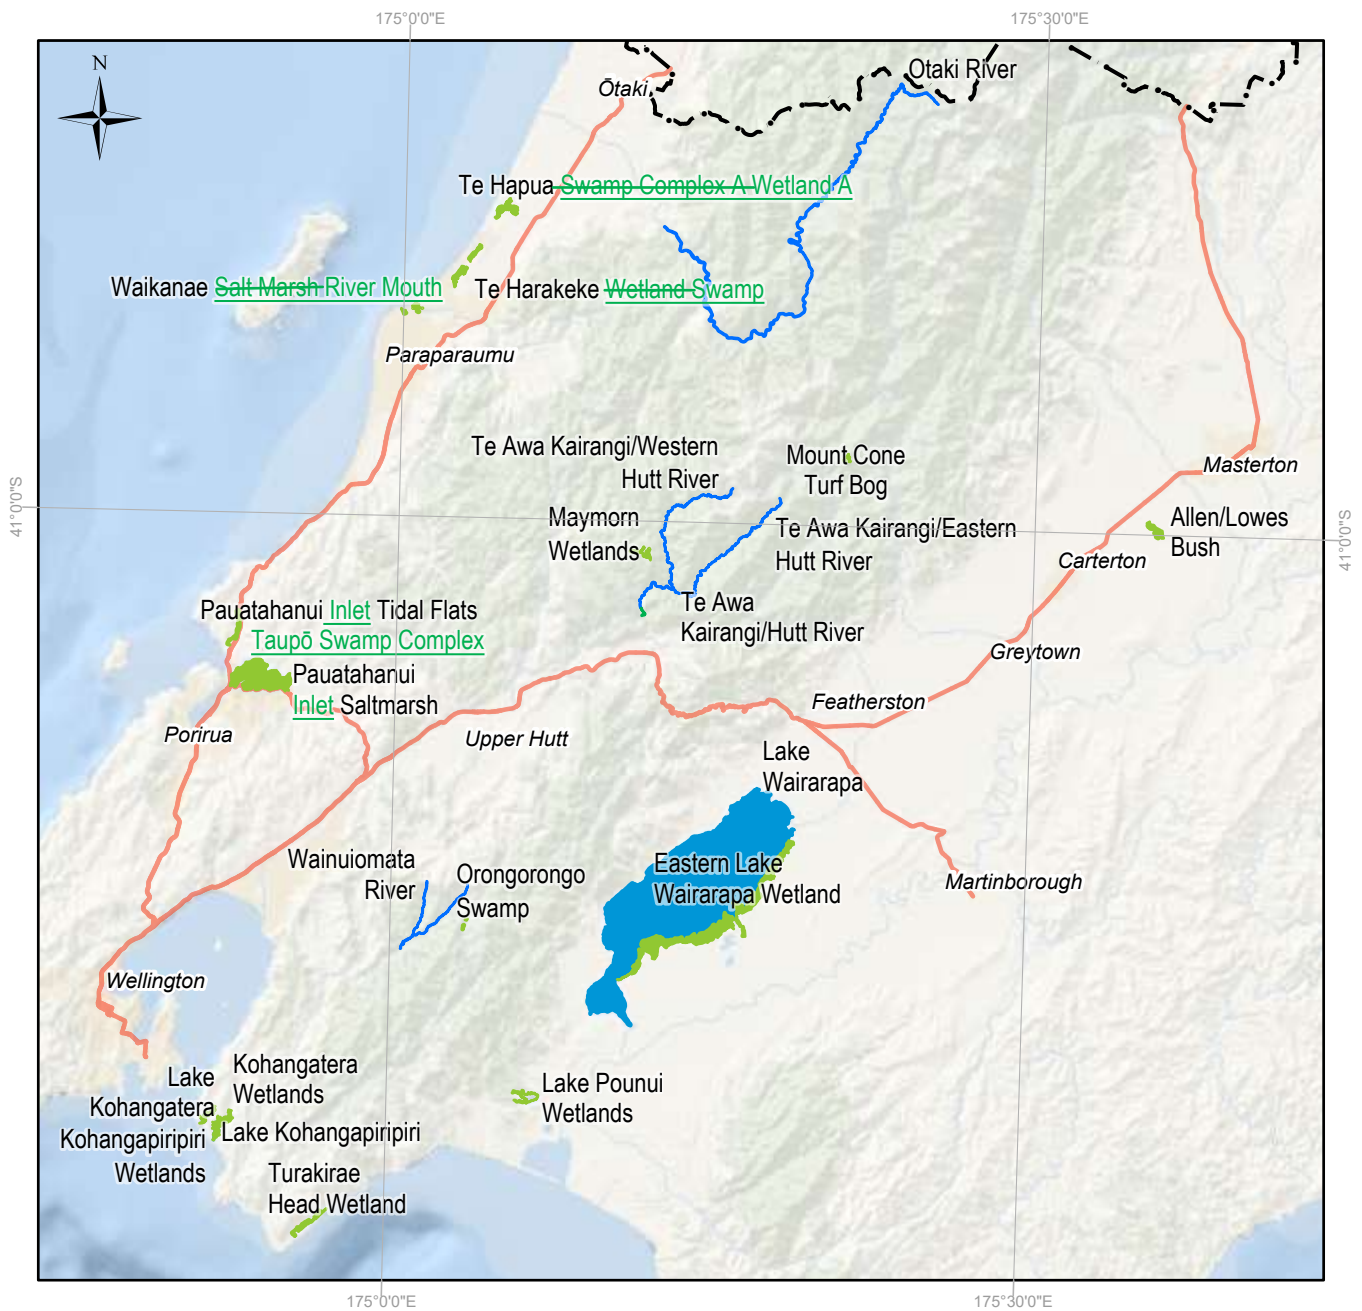 175°0'0"E
175°30'0"E
N
Otaki River
Ōtaki
Te Hapua Swamp Complex A Wetland A
Waikanae Salt Marsh River Mouth
Te Harakeke Wetland Swamp
Paraparaumu
Te Awa Kairangi/Western
Hutt River
Mount Cone
Turf Bog
Masterton
41°0'0"S
Maymorn
Wetlands
Te Awa Kairangi/Eastern
Hutt River
Allen/Lowes
Bush
41°0'0"S
Carterton
Pauatahanui Inlet Tidal Flats
Taupō Swamp Complex
Te Awa
Kairangi/Hutt River
Greytown
Pauatahanui
Inlet Saltmarsh
Featherston
Porirua
Upper Hutt
Lake
Wairarapa
Wainuiomata
River
Orongorongo
Swamp
Eastern Lake
Wairarapa Wetland
Martinborough
Wellington
Lake
Kohangatera
Kohangatera
Wetlands
Lake Pounui
Wetlands
Kohangapiripiri
Wetlands
Lake Kohangapiripiri
Turakirae
Head Wetland
175°0'0"E
175°30'0"E